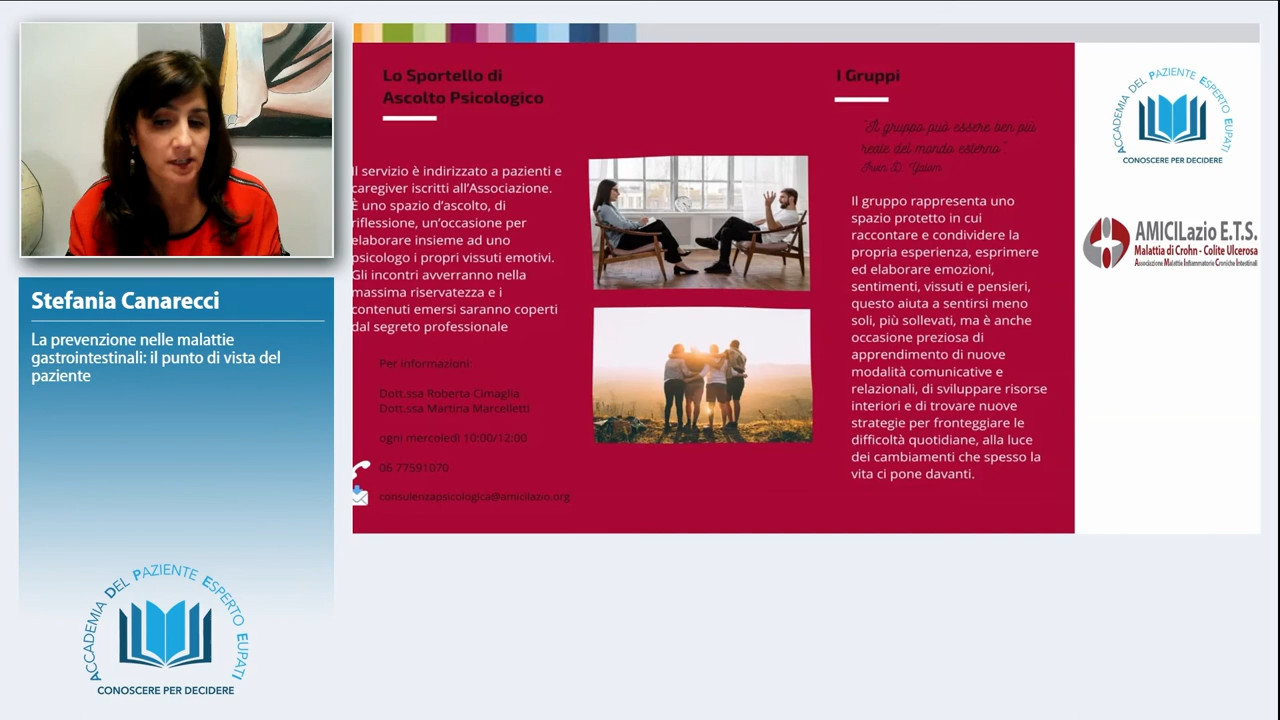 Stefania Canarecci
La prevenzione nelle malattie
gastrointestinali: il punto di vista del
paziente
ACCADEMIA DEL PAZIENTE ESPERTO EUPATI
CONOSCERE PER DECIDERE
Lo Sportello di
Ascolto Psicologico
Il servizio è indirizzato a pazienti e
caregiver iscritti all’Associazione.
È uno spazio d’ascolto, di
riflessione, un’occasione per
elaborare insieme ad uno
psicologo i propri vissuti emotivi.
Gli incontri avverranno nella
massima riservatezza e i
contenuti emersi saranno coperti
dal segreto professionale
Per informazioni:
Dott.ssa Roberta Cimaglia
Dott.ssa Martina Marcelletti
ogni mercoledì 10:00/12:00
06 77591070
consulenzapsicologica@amicilazio.org
I Gruppi
"Il gruppo può essere ben più
reale del mondo esterno"
Irvin D. Yalom
Il gruppo rappresenta uno
spazio protetto in cui
raccontare e condividere la
propria esperienza, esprimere
ed elaborare emozioni,
sentimenti, vissuti e pensieri,
questo aiuta a sentirsi meno
soli, più sollevati, ma è anche
occasione preziosa di
apprendimento di nuove
modalità comunicative e
relazionali, di sviluppare risorse
interiori e di trovare nuove
strategie per fronteggiare le
difficoltà quotidiane, alla luce
dei cambiamenti che spesso la
vita ci pone davanti.
ACCADEMIA DEL PAZIENTE ESPERTO EUPATI
CONOSCERE PER DECIDERE
AMICILazio E.T.S.
Malattia di Crohn - Colite Ulcerosa
Associazione Malattie Infiammatorie Croniche Intestinali